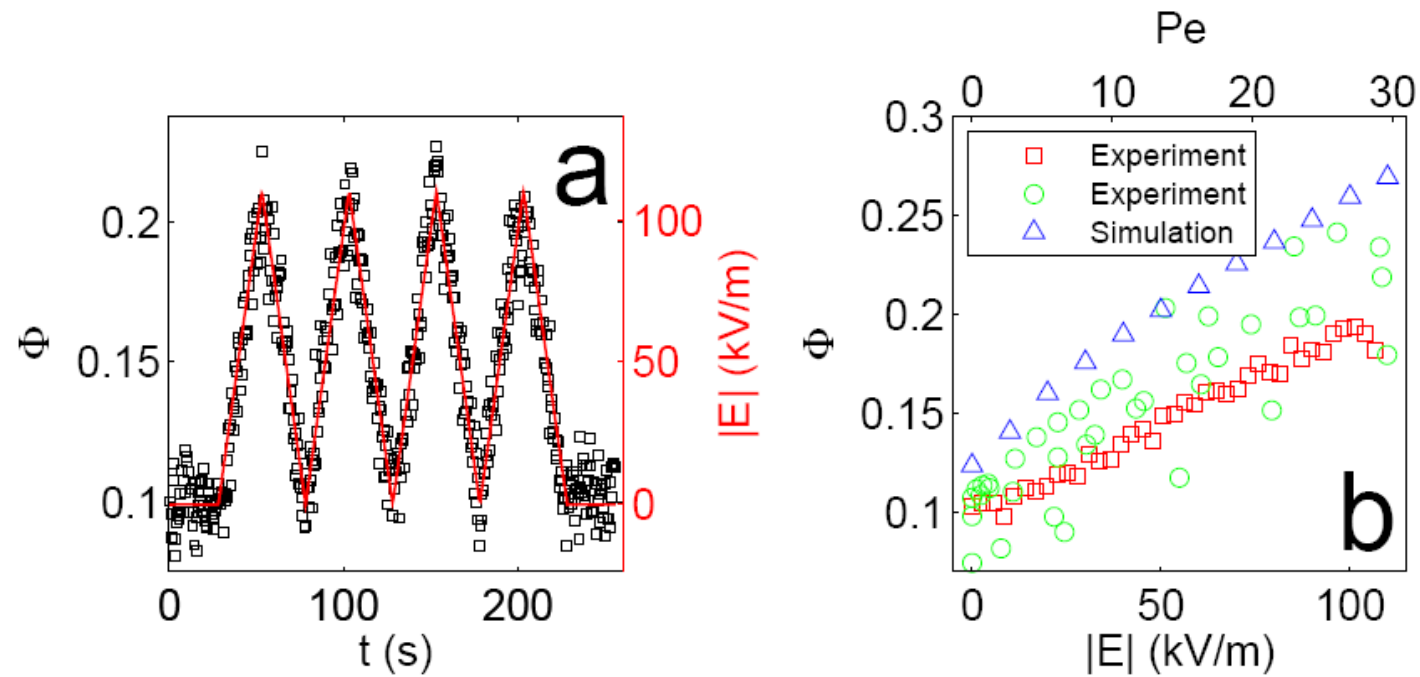 a
0.2
0.15
0.1
Φ
100
50
0
|E| (kV/m)
0 100 200
t (s)
Pe
0 10 20 30
0.3
0.25
0.2
0.15
0.1
Φ
Experiment
Experiment
Simulation
b
0 50 100
|E| (kV/m)